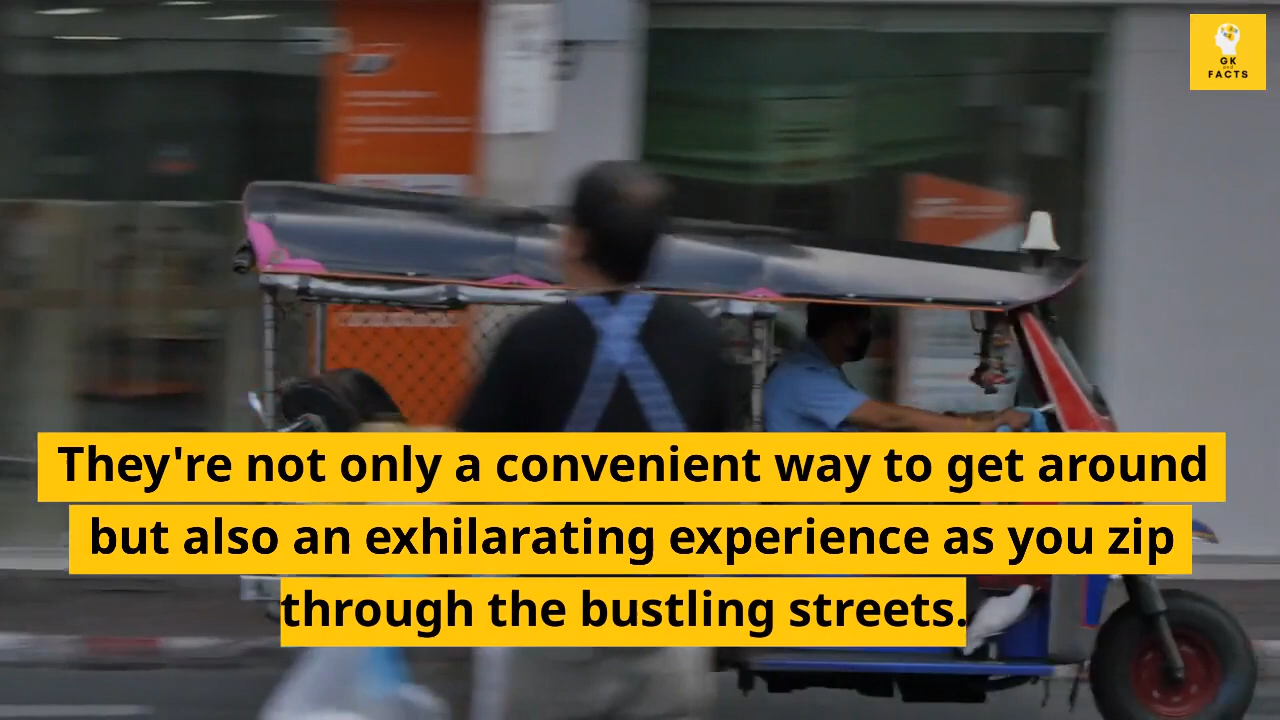 GK
and
FACTS
They're not only a convenient way to get around
but also an exhilarating experience as you zip
through the bustling streets.